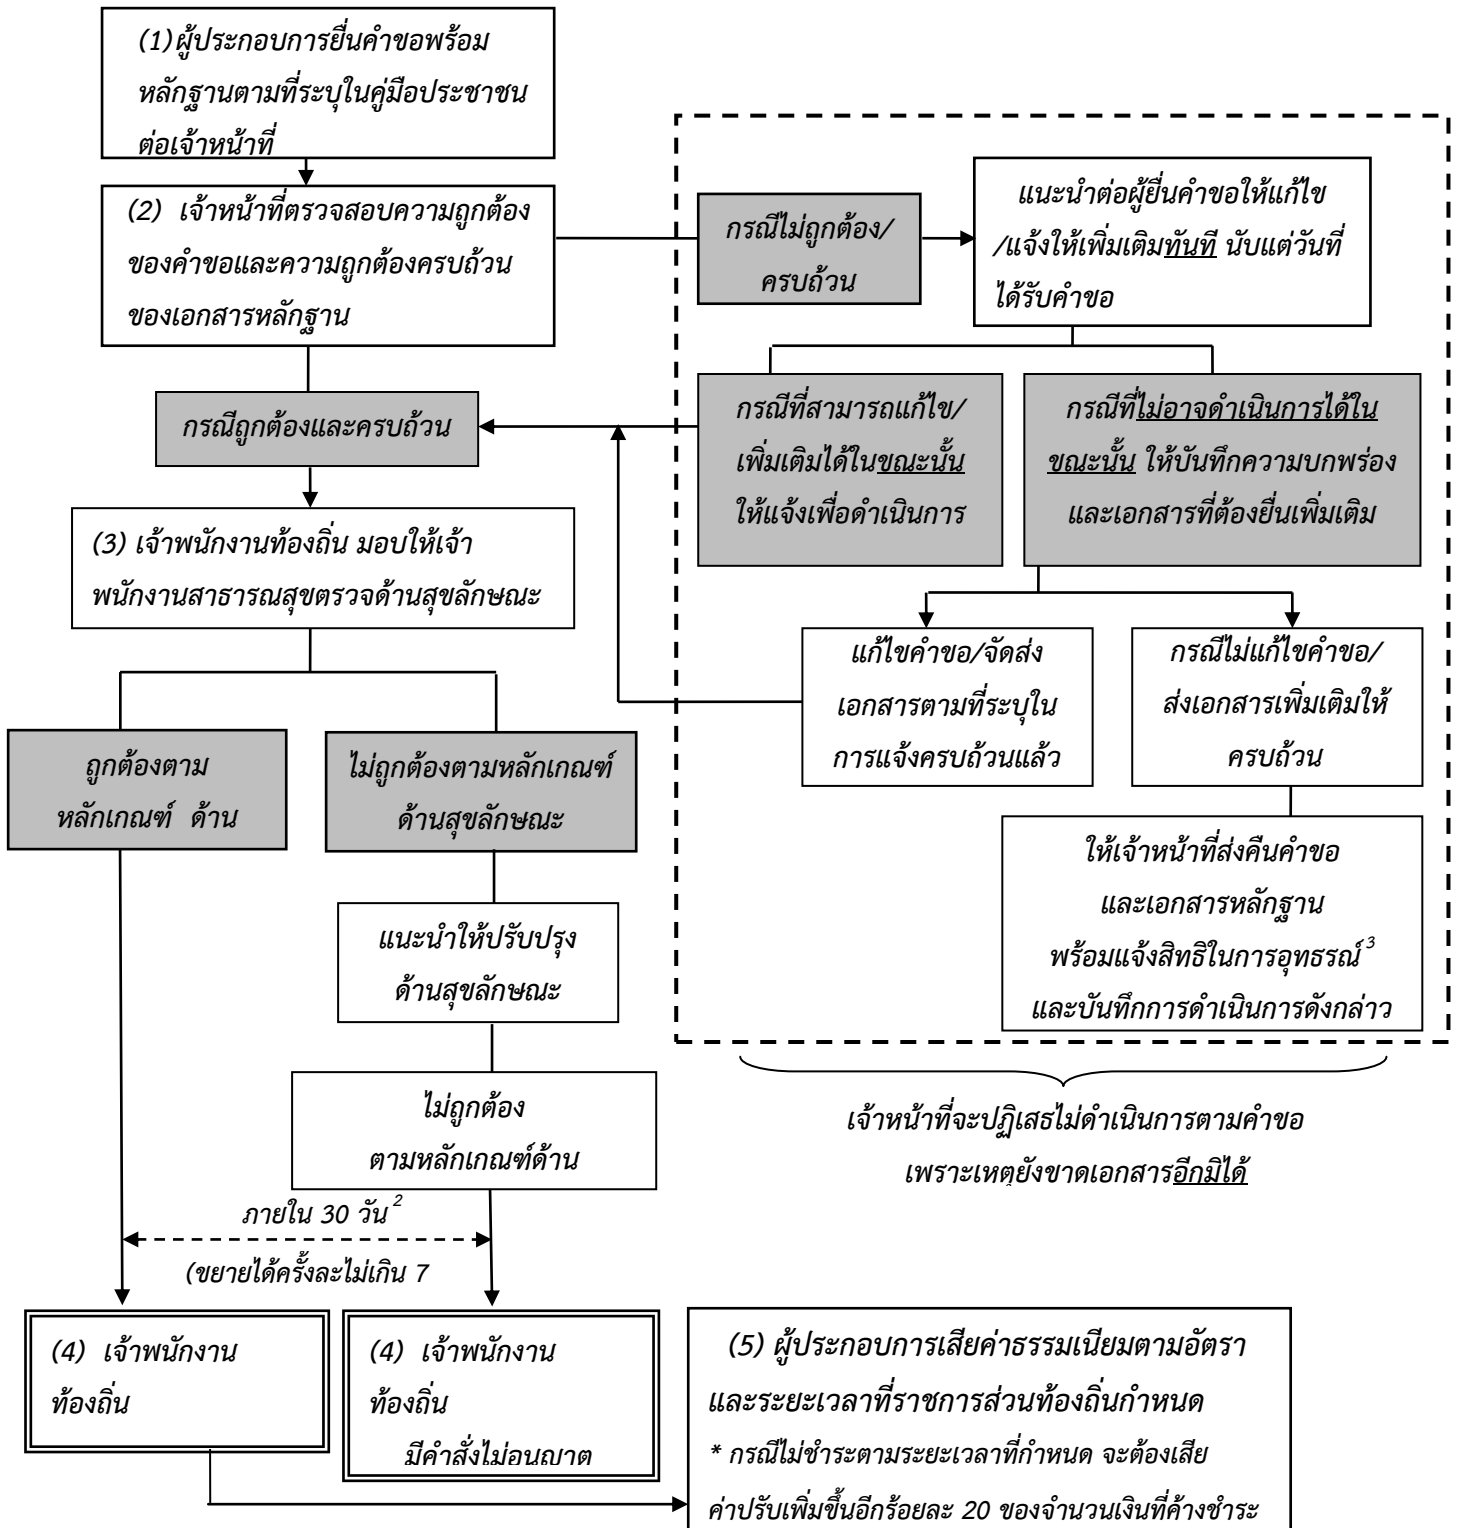 (1)ผู้ประกอบการยื่นคำขอพร้อม
หลักฐานตามที่ระบุในคู่มือประชาชน
ต่อเจ้าหน้าที่
(2) เจ้าหน้าที่ตรวจสอบความถูกต้อง
ของคำขอและความถูกต้องครบถ้วน
ของเอกสารหลักฐาน
กรณีไม่ถูกต้อง/
ครบถ้วน
แนะนำต่อผู้ยื่นคำขอให้แก้ไข
/แจ้งให้เพิ่มเติมทันที นับแต่วันที่
ได้รับคำขอ
กรณีถูกต้องและครบถ้วน
กรณีที่สามารถแก้ไข/
เพิ่มเติมได้ในขณะนั้น
ให้แจ้งเพื่อดำเนินการ
กรณีที่ไม่อาจดำเนินการได้ใน
ขณะนั้น ให้บันทึกความบกพร่อง
และเอกสารที่ต้องยื่นเพิ่มเติม
(3) เจ้าพนักงานท้องถิ่น มอบให้เจ้า
พนักงานสาธารณสุขตรวจด้านสุขลักษณะ
แก้ไขคำขอ/จัดส่ง
เอกสารตามที่ระบุใน
การแจ้งครบถ้วนแล้ว
กรณีไม่แก้ไขคำขอ/
ส่งเอกสารเพิ่มเติมให้
ครบถ้วน
ถูกต้องตาม
หลักเกณฑ์ ด้าน
ไม่ถูกต้องตามหลักเกณฑ์
ด้านสุขลักษณะ
ให้เจ้าหน้าที่ส่งคืนคำขอ
และเอกสารหลักฐาน
พร้อมแจ้งสิทธิในการอุทธรณ์ 3
และบันทึกการดำเนินการดังกล่าว
แนะนำให้ปรับปรุง
ด้านสุขลักษณะ
ไม่ถูกต้อง
ตามหลักเกณฑ์ด้าน
เจ้าหน้าที่จะปฏิเสธไม่ดำเนินการตามคำขอ
เพราะเหตุยังขาดเอกสารอีกมิได้
ภายใน 30 วัน 2
(ขยายได้ครั้งละไม่เกิน 7
(4) เจ้าพนักงาน
ท้องถิ่น
(4) เจ้าพนักงาน
ท้องถิ่น
มีคำสั่งไม่อนุญาต
(5) ผู้ประกอบการเสียค่าธรรมเนียมตามอัตรา
และระยะเวลาที่ราชการส่วนท้องถิ่นกำหนด
* กรณีไม่ชำระตามระยะเวลาที่กำหนด จะต้องเสีย
ค่าปรับเพิ่มขึ้นอีกร้อยละ 20 ของจำนวนเงินที่ค้างชำระ